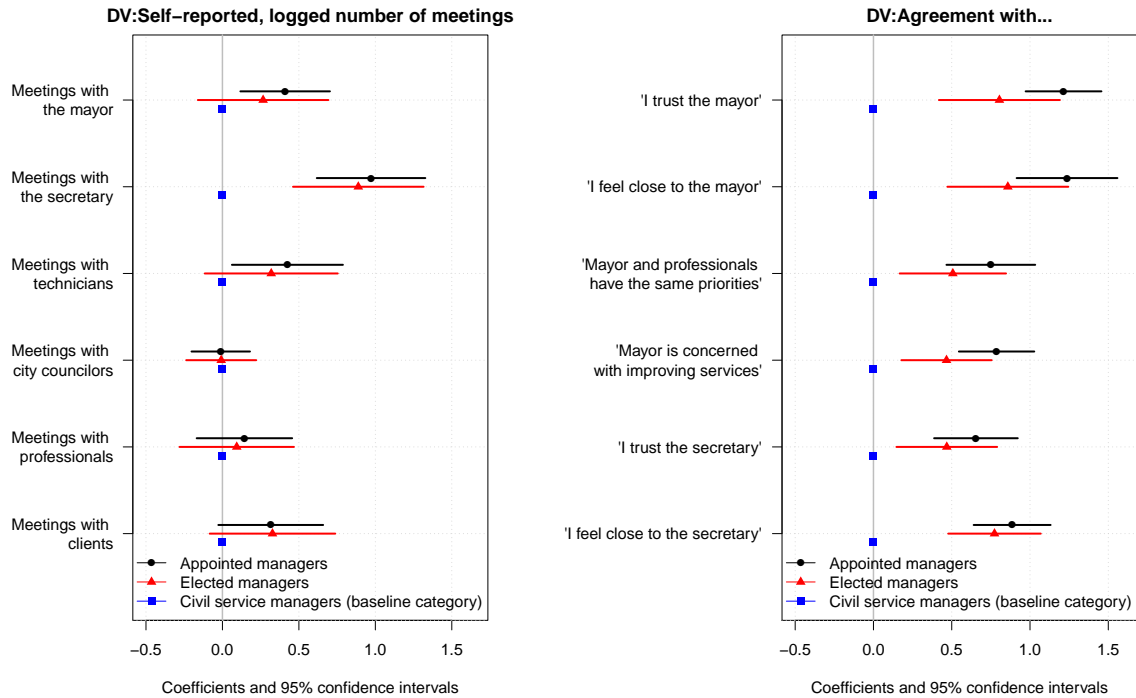 DV:Self−reported, logged number of meetings
Meetings with
the mayor
Meetings with
the secretary
Meetings with
technicians
Meetings with
city councilors
Meetings with
professionals
Meetings with
clients
Appointed managers
Elected managers
Civil service managers (baseline category)
−0.5 0.0 0.5 1.0 1.5
Coefficients and 95% confidence intervals
DV:Agreement with...
'I trust the mayor'
'I feel close to the mayor'
'Mayor and professionals
have the same priorities'
'Mayor is concerned
with improving services'
'I trust the secretary'
'I feel close to the secretary'
Appointed managers
Elected managers
Civil service managers (baseline category)
−0.5 0.0 0.5 1.0 1.5
Coefficients and 95% confidence intervals